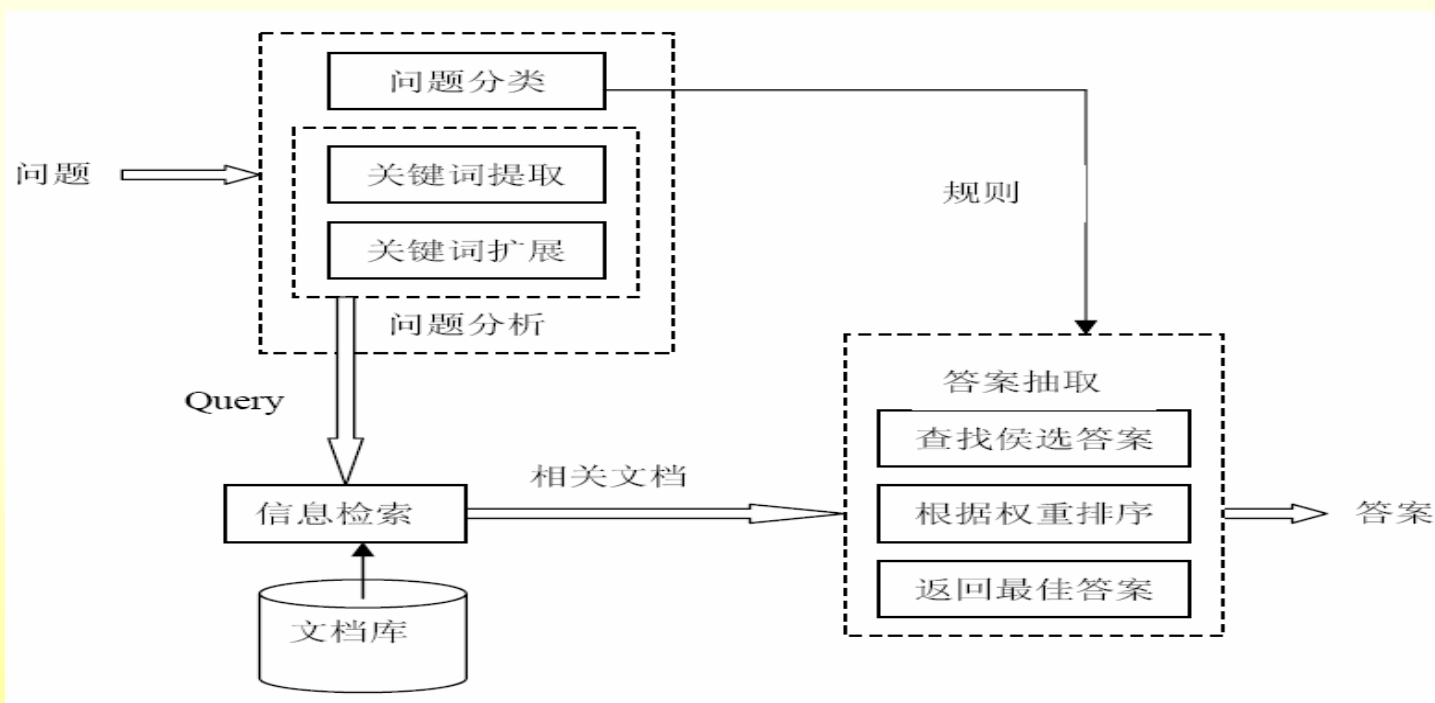 问题分类
问题
关键词提取
规则
关键词扩展
问题分析
Query
答案抽取
查找侯选答案
相关文档
信息检索
根据权重排序
答案
返回最佳答案
文档库